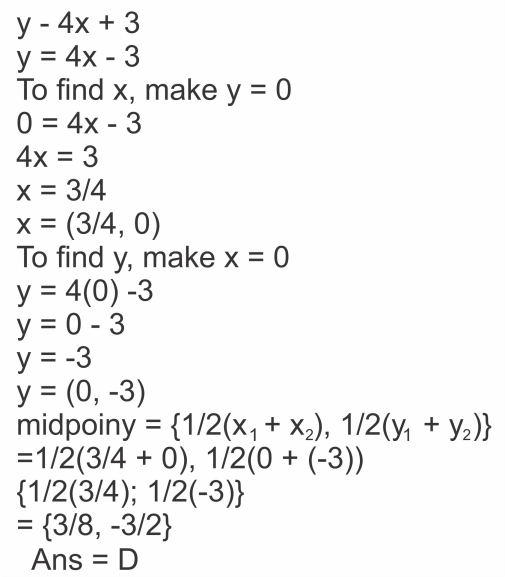 y - 4x + 3
y = 4x - 3
To find x, make y = 0
0 = 4x - 3
4x = 3
x = 3/4
x = (3/4, 0)
To find y, make x = 0
y = 4(0) -3
y = 0 - 3
y = -3
y = (0, -3)
midpoiny = {1/2(x₁ + x₂), 1/2(y₁ + y₂)}
=1/2(3/4 + 0), 1/2(0 + (-3))
{1/2(3/4); 1/2(-3)}
= {3/8, -3/2}
Ans = D